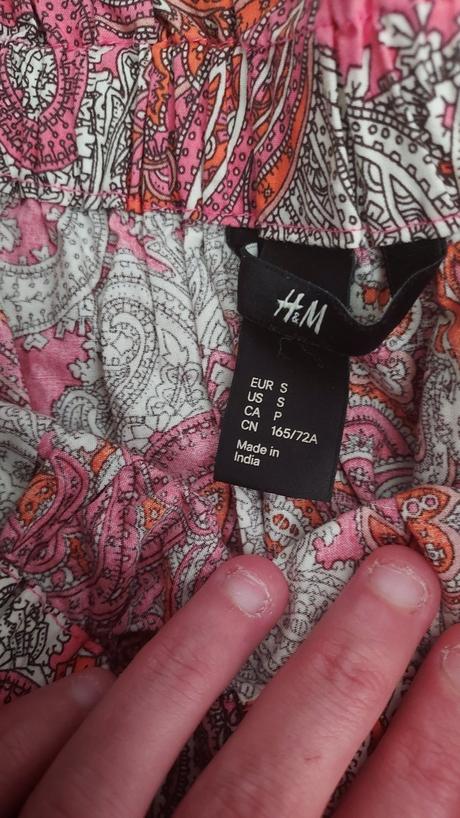 H&M
EUR S
US S
CA P
CN 165/72A
Made in
India